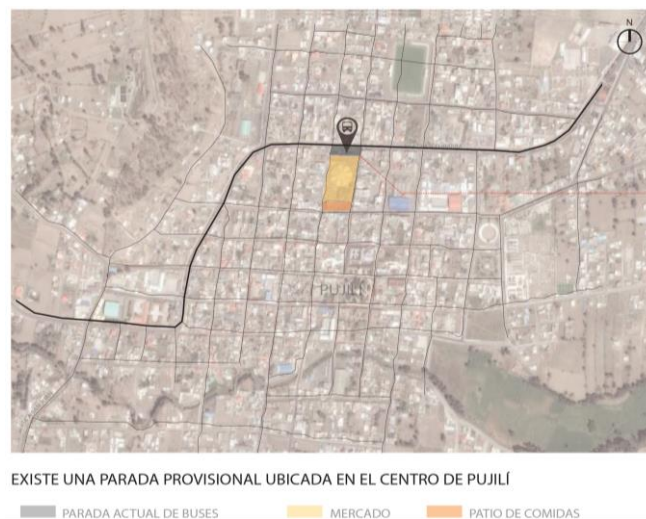 N
PUJILÍ
EXISTE UNA PARADA PROVISIONAL UBICADA EN EL CENTRO DE PUJILÍ
PARADA ACTUAL DE BUSES MERCADO PATIO DE COMIDAS